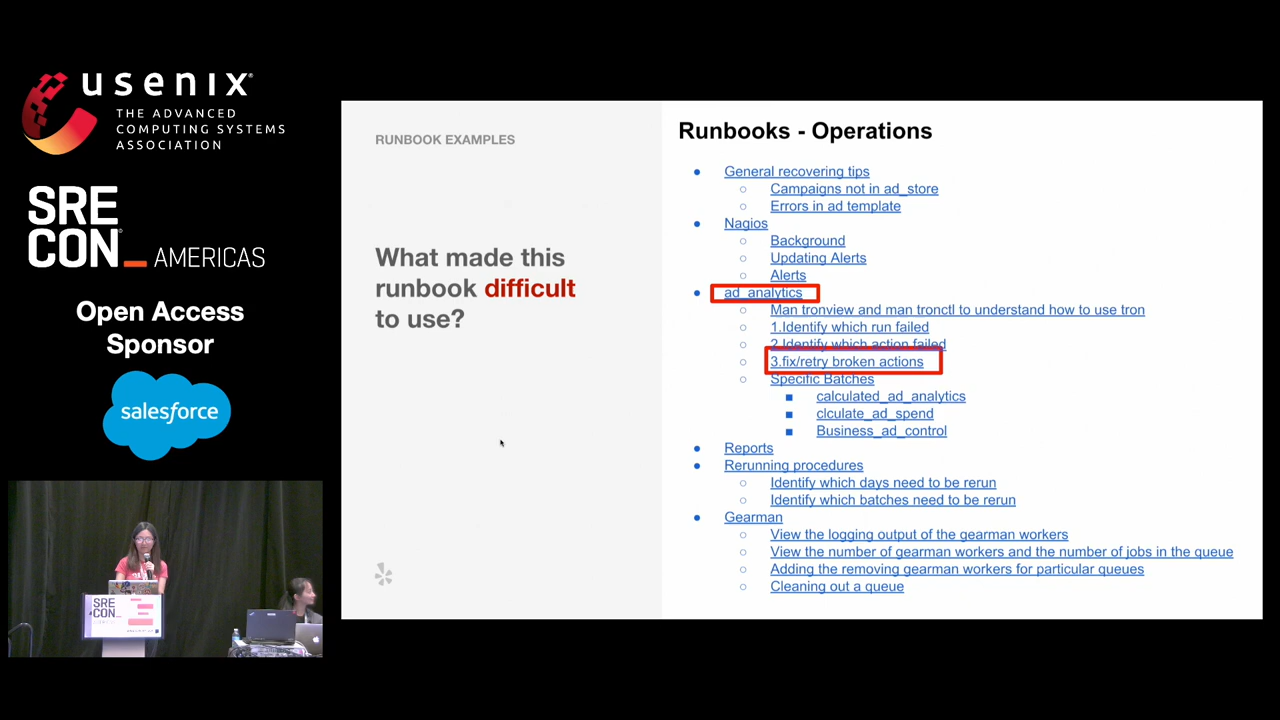 usenix
THE ADVANCED
COMPUTING SYSTEMS
ASSOCIATION
SRE
CON AMERICAS
Open Access
Sponsor
salesforce
SRE
CON
RUNBOOK EXAMPLES
What made this
runbook difficult
to use?
Runbooks - Operations
General recovering tips
Campaigns not in ad_store
Errors in ad template
Nagios
Background
Updating Alerts
Alerts
ad_analytics
Man tronview and man tronctl to understand how to use tron
1.Identify which run failed
2.Identify which action failed
3.fix/retry broken actions
Specific Batches
calculated_ad_analytics
clculate_ad_spend
Business_ad_control
Reports
Rerunning procedures
Identify which days need to be rerun
Identify which batches need to be rerun
Gearman
View the logging output of the gearman workers
View the number of gearman workers and the number of jobs in the queue
Adding the removing gearman workers for particular queues
Cleaning out a queue